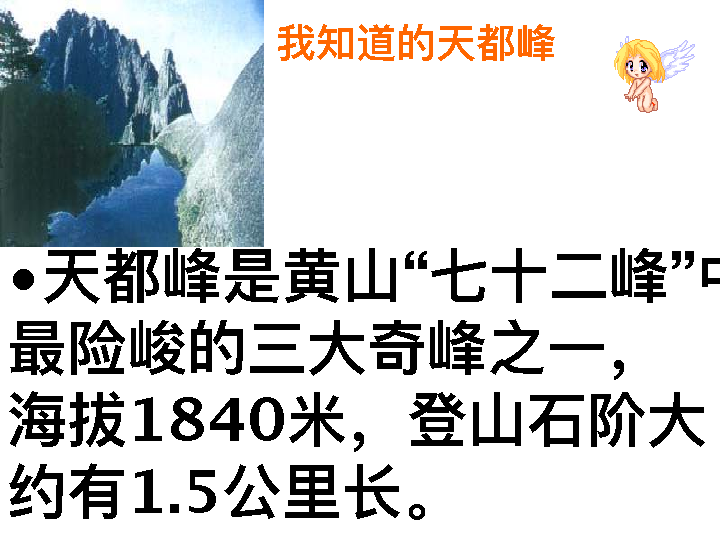 我知道的天都峰
•天都峰是黄山“七十二峰”中
最险峻的三大奇峰之一，
海拔1840米，登山石阶大
约有1.5公里长。